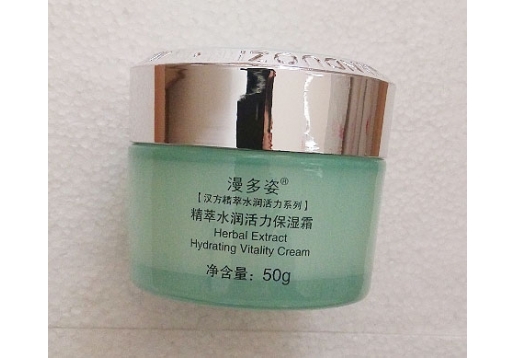 漫多姿®
【汉方精萃水润活力系列】
精萃水润活力保湿霜
Herbal Extract
Hydrating Vitality Cream
净含量：50g